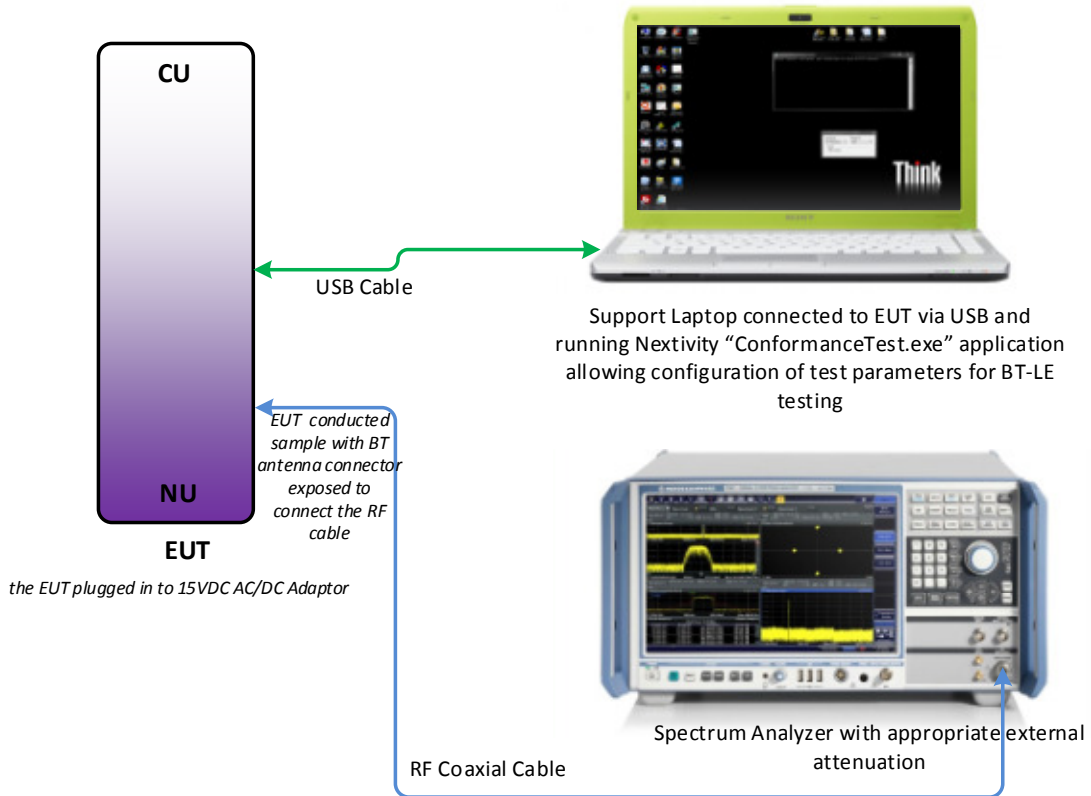 CU
NU
EUT
the EUT plugged in to 15VDC AC/DC Adaptor
USB Cable
EUT conducted
sample with BT
antenna connector
exposed to
connect the RF
cable
Think
SONY
Support Laptop connected to EUT via USB and
running Nextivity “ConformanceTest.exe” application
allowing configuration of test parameters for BT-LE
testing
Spectrum Analyzer with appropriate external
attenuation
RF Coaxial Cable